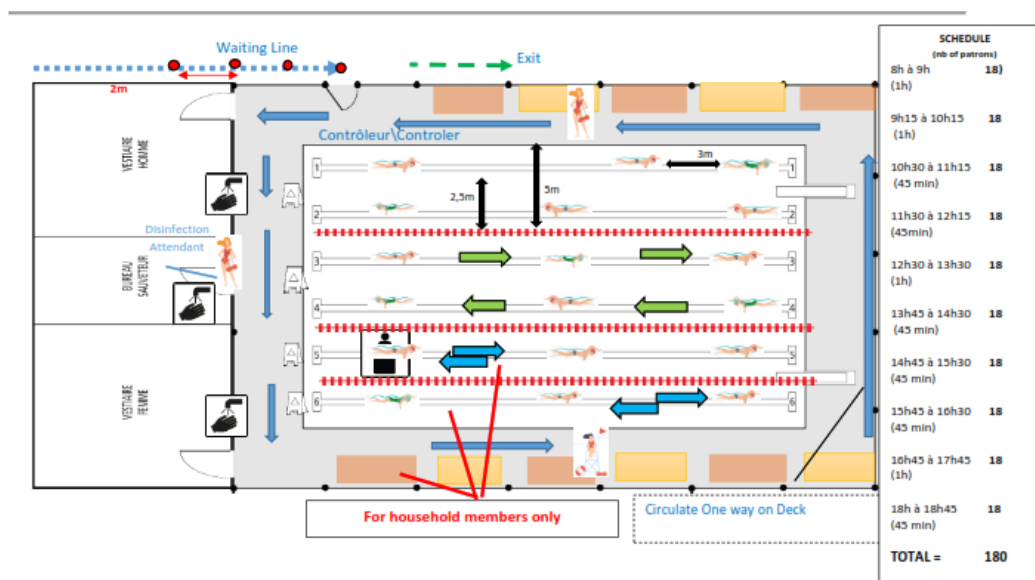 Waiting Line
Exit
2m
Contrôleur\Controler
VESTIAIRE
HOMME
Disinfection
Attendant
BUREAU
SAUVETEUR
VESTIAIRE
FEMME
1
1
3m
2,5m
5m
2
2
3
3
4
4
5
5
6
6
For household members only
Circulate One way on Deck
SCHEDULE
(nb of patrons)
8h à 9h 18)
(1h)
9h15 à 10h15 18
(1h)
10h30 à 11h15 18
(45 min)
11h30 à 12h15 18
(45min)
12h30 à 13h30 18
(1h)
13h45 à 14h30 18
(45 min)
14h45 à 15h30 18
(45 min)
15h45 à 16h30 18
(45 min)
16h45 à 17h45 18
(1h)
18h à 18h45 18
(45 min)
TOTAL = 180